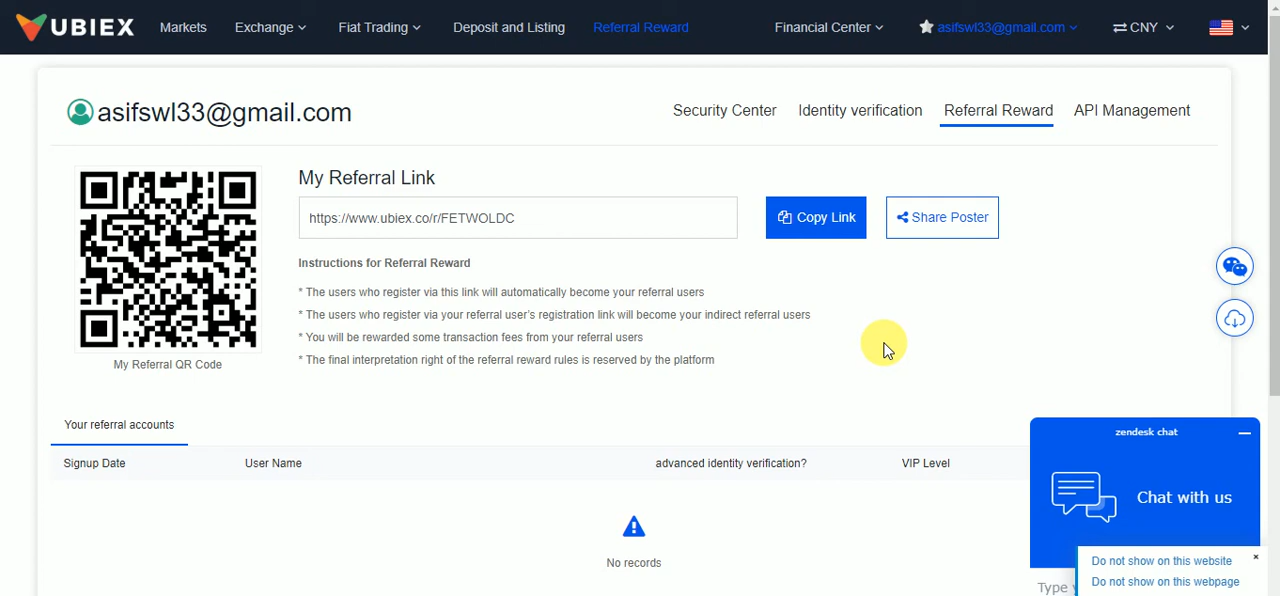 UBIEX Markets Exchange Fiat Trading Deposit and Listing Referral Reward Financial Center asifswl33@gmail.com CNY
asifswl33@gmail.com Security Center Identity verification Referral Reward API Management
My Referral Link
https://www.ubiex.co/r/FETWOLDC Copy Link Share Poster
Instructions for Referral Reward
* The users who register via this link will automatically become your referral users
* The users who register via your referral user's registration link will become your indirect referral users
* You will be rewarded some transaction fees from your referral users
* The final interpretation right of the referral reward rules is reserved by the platform
My Referral QR Code
Your referral accounts
Signup Date User Name advanced identity verification? VIP Level
No records
zendesk chat
Chat with us
Do not show on this website
Do not show on this webpage
Type